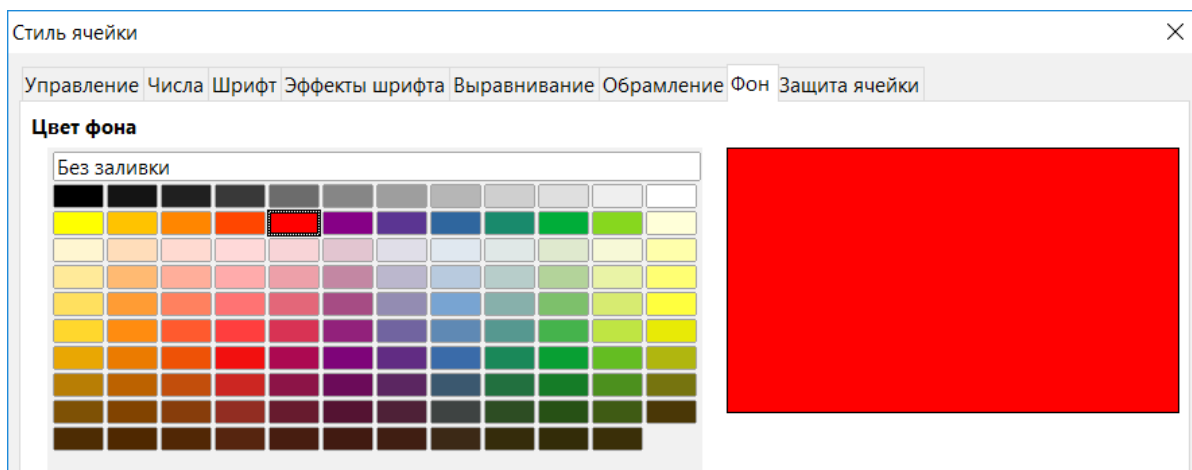 Стиль ячейки
Управление Числа Шрифт Эффекты шрифта Выравнивание Обрамление Фон Защита ячейки
Цвет фона
Без заливки